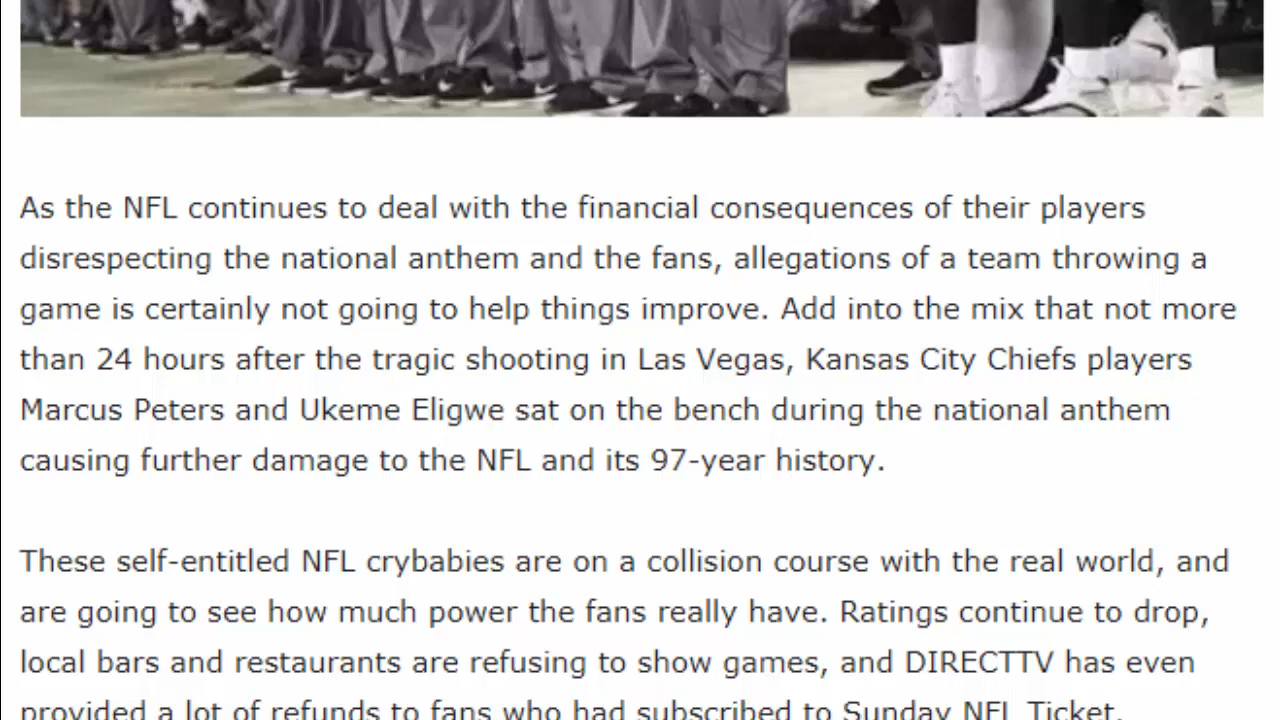 As the NFL continues to deal with the financial consequences of their players
disrespecting the national anthem and the fans, allegations of a team throwing a
game is certainly not going to help things improve. Add into the mix that not more
than 24 hours after the tragic shooting in Las Vegas, Kansas City Chiefs players
Marcus Peters and Ukeme Eligwe sat on the bench during the national anthem
causing further damage to the NFL and its 97-year history.
These self-entitled NFL crybabies are on a collision course with the real world, and
are going to see how much power the fans really have. Ratings continue to drop,
local bars and restaurants are refusing to show games, and DIRECTTV has even
provided a lot of refunds to fans who had subscribed to Sunday NFL Ticket.